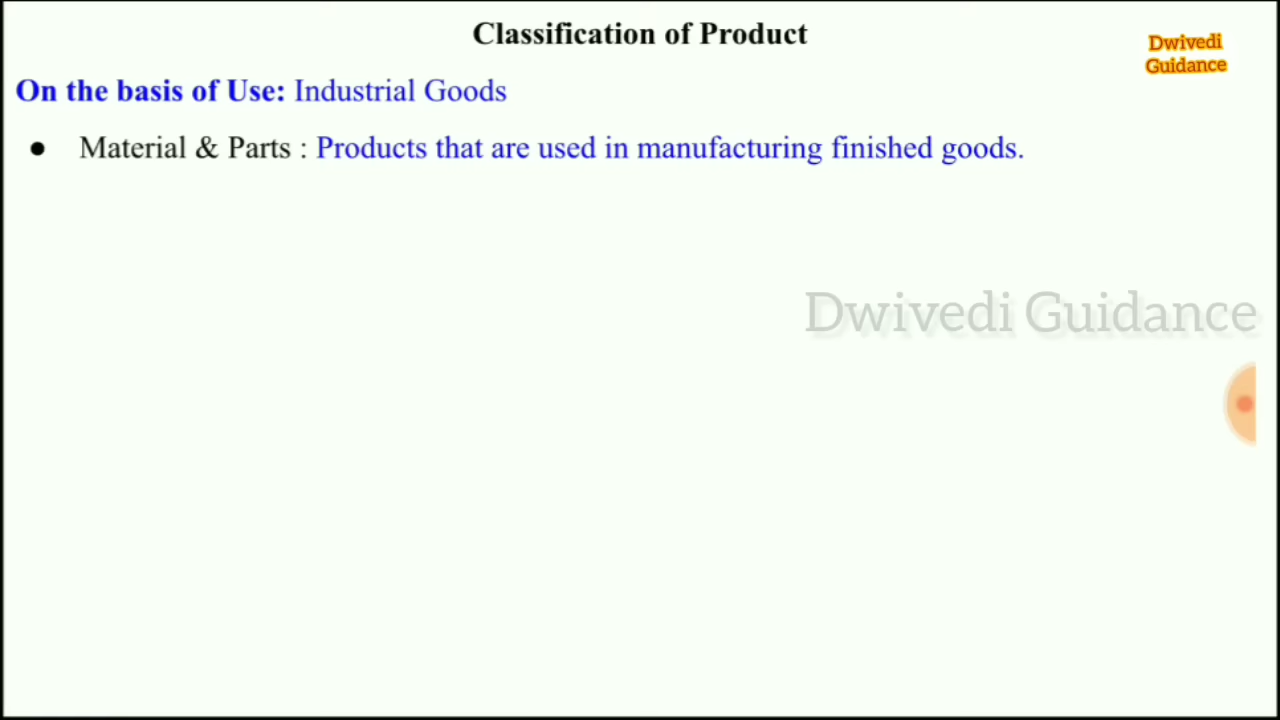 Classification of Product
Dwivedi
Guidance
On the basis of Use: Industrial Goods
● Material & Parts : Products that are used in manufacturing finished goods.
Dwivedi Guidance